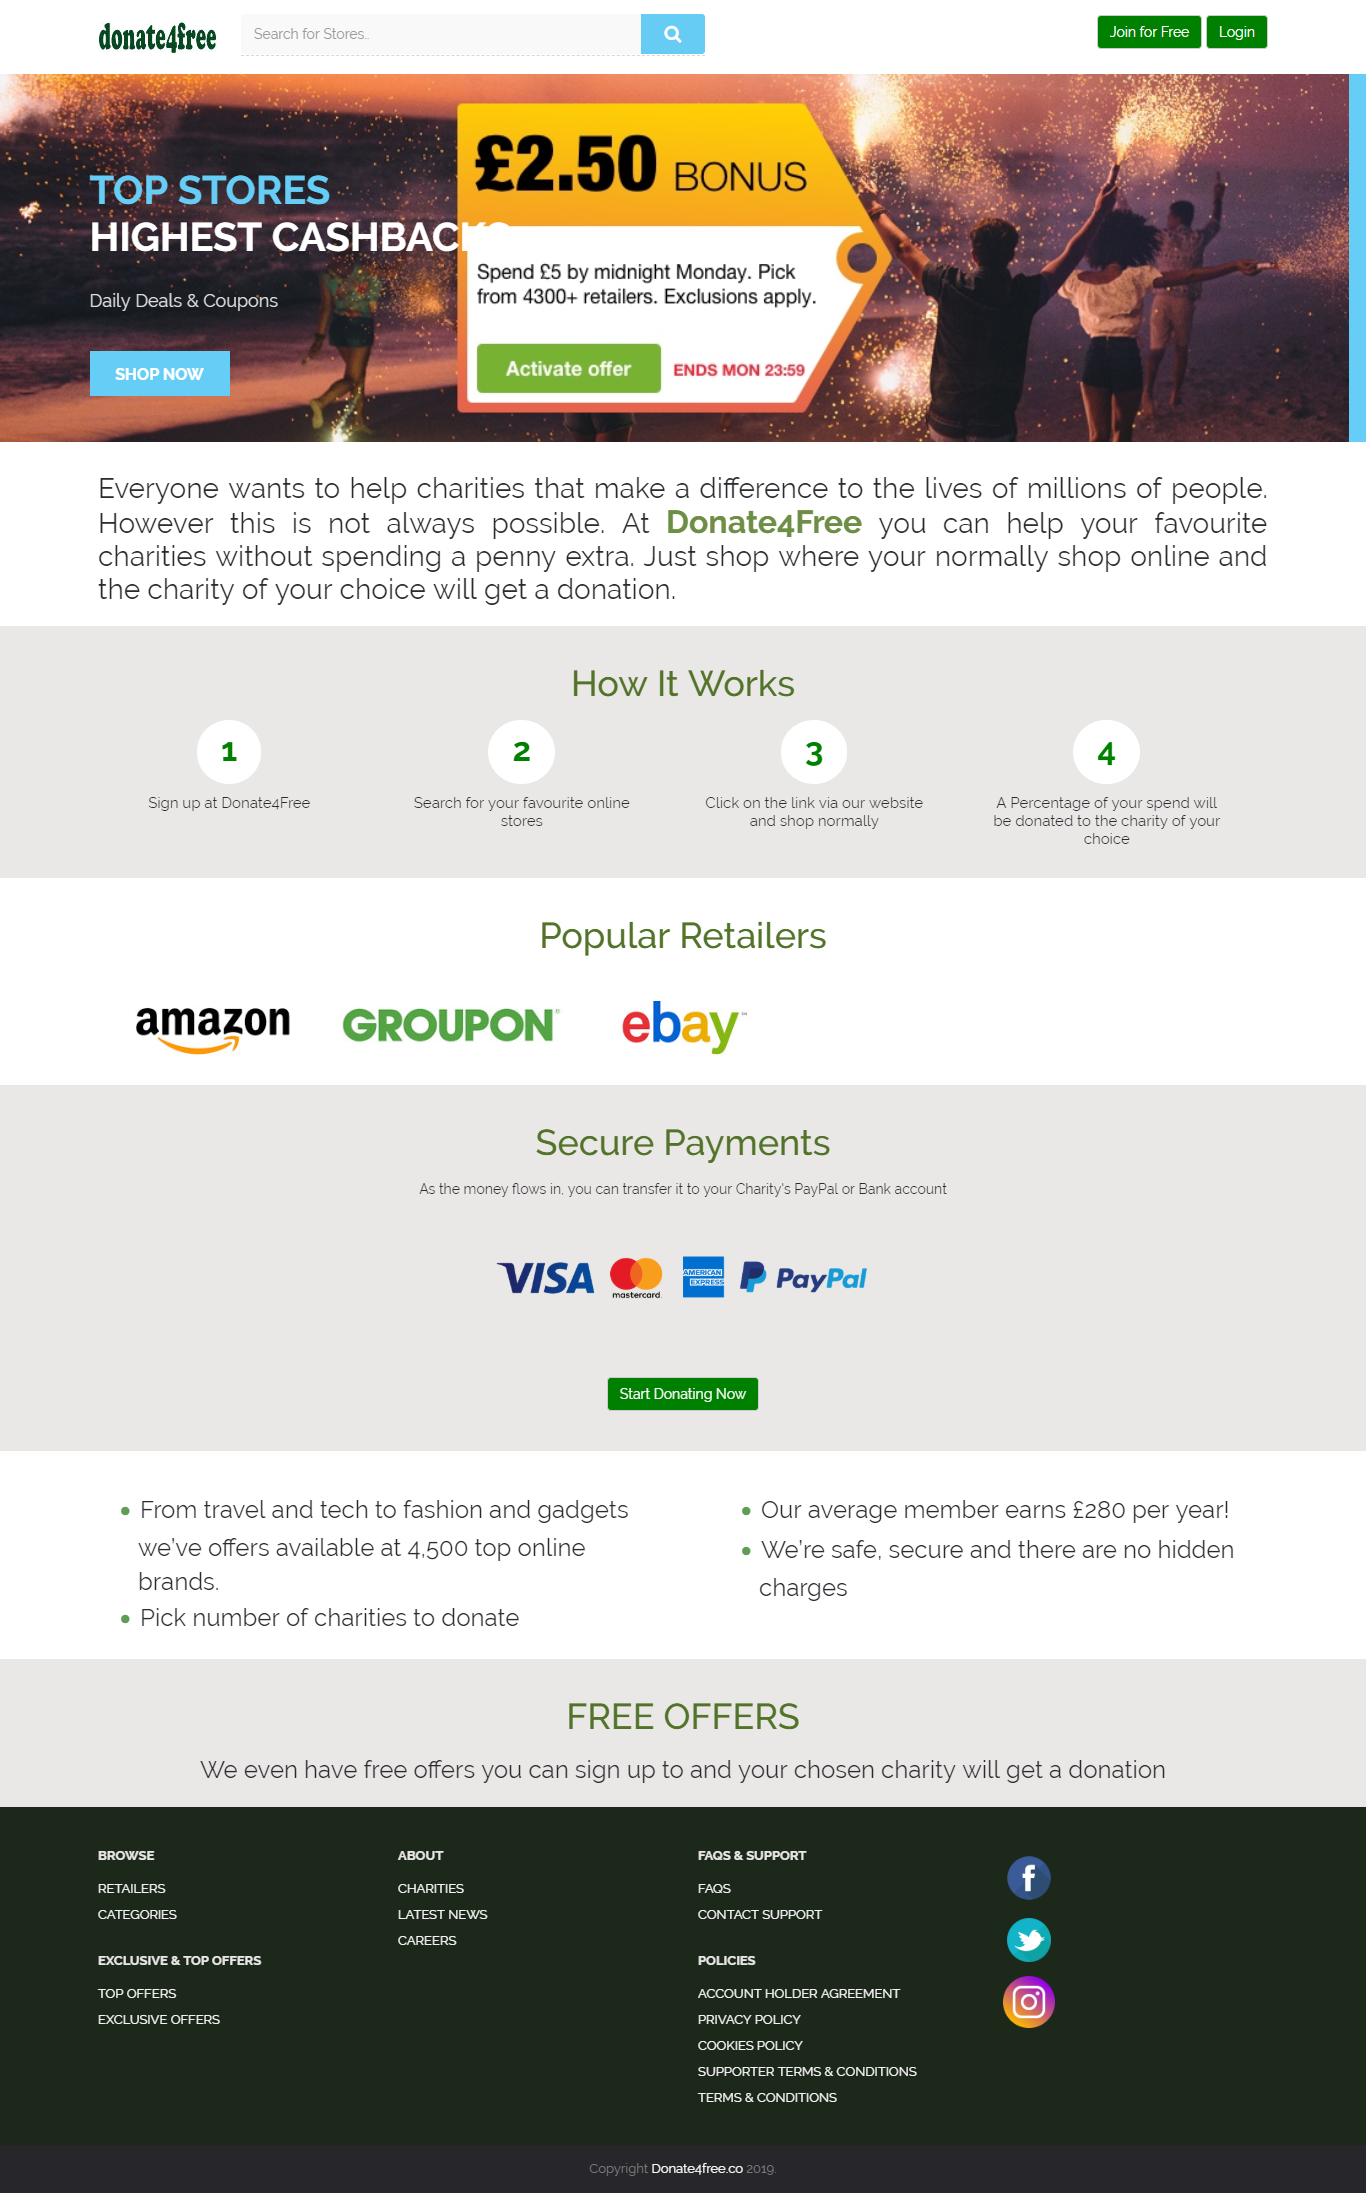 donate4free
Search for Stores..
Join for Free
Login
TOP STORES
HIGHEST CASHBACKS
Daily Deals & Coupons
SHOP NOW
£2.50 BONUS
Spend £5 by midnight Monday. Pick
from 4300+ retailers. Exclusions apply.
Activate offer
ENDS MON 23:59
Everyone wants to help charities that make a difference to the lives of millions of people.
However this is not always possible. At Donate4Free you can help your favourite
charities without spending a penny extra. Just shop where your normally shop online and
the charity of your choice will get a donation.
How It Works
1
Sign up at Donate4Free
2
Search for your favourite online
stores
3
Click on the link via our website
and shop normally
4
A Percentage of your spend will
be donated to the charity of your
choice
Popular Retailers
amazon
GROUPON
ebay
Secure Payments
As the money flows in, you can transfer it to your Charity's PayPal or Bank account
VISA
mastercard
AMERICAN
EXPRESS
PayPal
Start Donating Now
• From travel and tech to fashion and gadgets
we've offers available at 4,500 top online
brands.
• Pick number of charities to donate
• Our average member earns £280 per year!
• We're safe, secure and there are no hidden
charges
FREE OFFERS
We even have free offers you can sign up to and your chosen charity will get a donation
BROWSE
RETAILERS
CATEGORIES
EXCLUSIVE & TOP OFFERS
TOP OFFERS
EXCLUSIVE OFFERS
ABOUT
CHARITIES
LATEST NEWS
CAREERS
FAQS & SUPPORT
FAQS
CONTACT SUPPORT
POLICIES
ACCOUNT HOLDER AGREEMENT
PRIVACY POLICY
COOKIES POLICY
SUPPORTER TERMS & CONDITIONS
TERMS & CONDITIONS
Copyright Donate4free.co 2019.